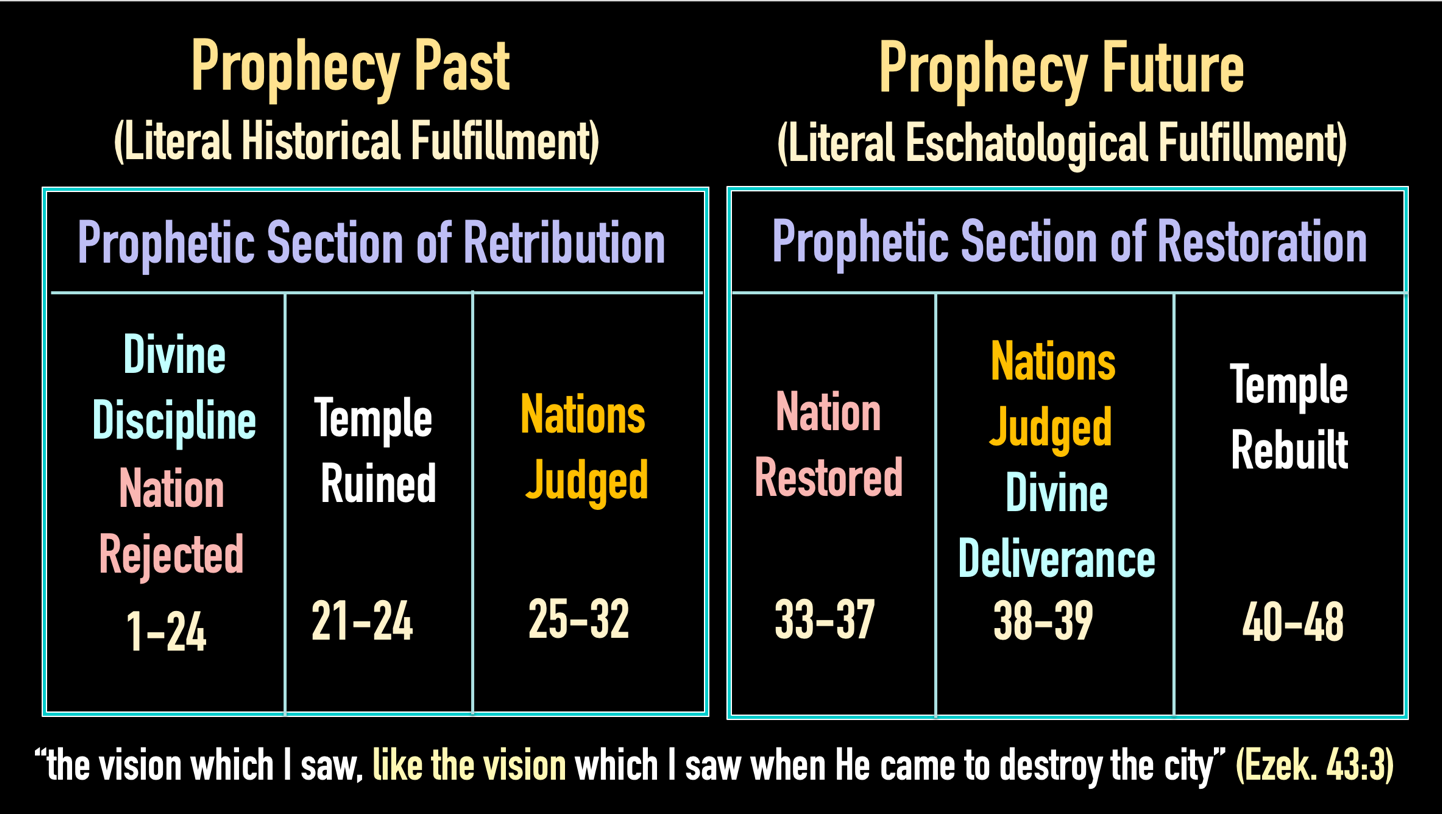 Prophecy Past
(Literal Historical Fulfillment)
Prophetic Section of Retribution
Divine
Discipline
Nation
Rejected
1–24
Temple
Ruined
21–24
Nations
Judged
25–32
Prophecy Future
(Literal Eschatological Fulfillment)
Prophetic Section of Restoration
Nation
Restored
33–37
Nations
Judged
Divine
Deliverance
38–39
Temple
Rebuilt
40–48
“the vision which I saw, like the vision which I saw when He came to destroy the city” (Ezek. 43:3)